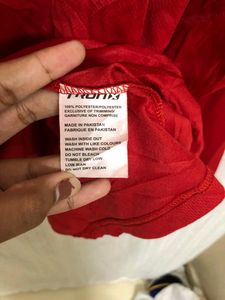 100% POLYESTER/POLYESTER
EXCLUSIVE OF TRIMMING/
GARNITURE NON COMPRISE
MADE IN PAKISTAN
FABRIQUE EN PAKISTAN
WASH INSIDE OUT
WASH WITH LIKE COLOURS
MACHINE WASH COLD
DO NOT BLEACH
TUMBLE DRY LOW
LOW IRAN
DO NOT DRY CLEAN